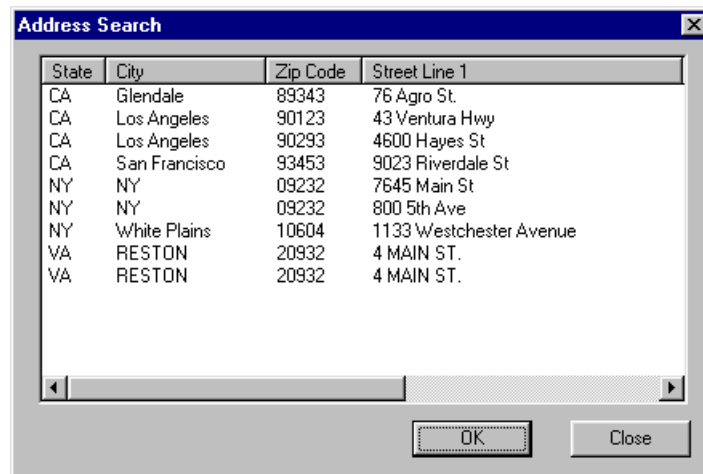 Address Search
State City Zip Code Street Line 1
CA Glendale 89343 76 Agro St.
CA Los Angeles 90123 43 Ventura Hwy
CA Los Angeles 90293 4600 Hayes St
CA San Francisco 93453 9023 Riverdale St
NY NY 09232 7645 Main St
NY NY 09232 800 5th Ave
NY White Plains 10604 1133 Westchester Avenue
VA RESTON 20932 4 MAIN ST.
VA RESTON 20932 4 MAIN ST.
OK Close